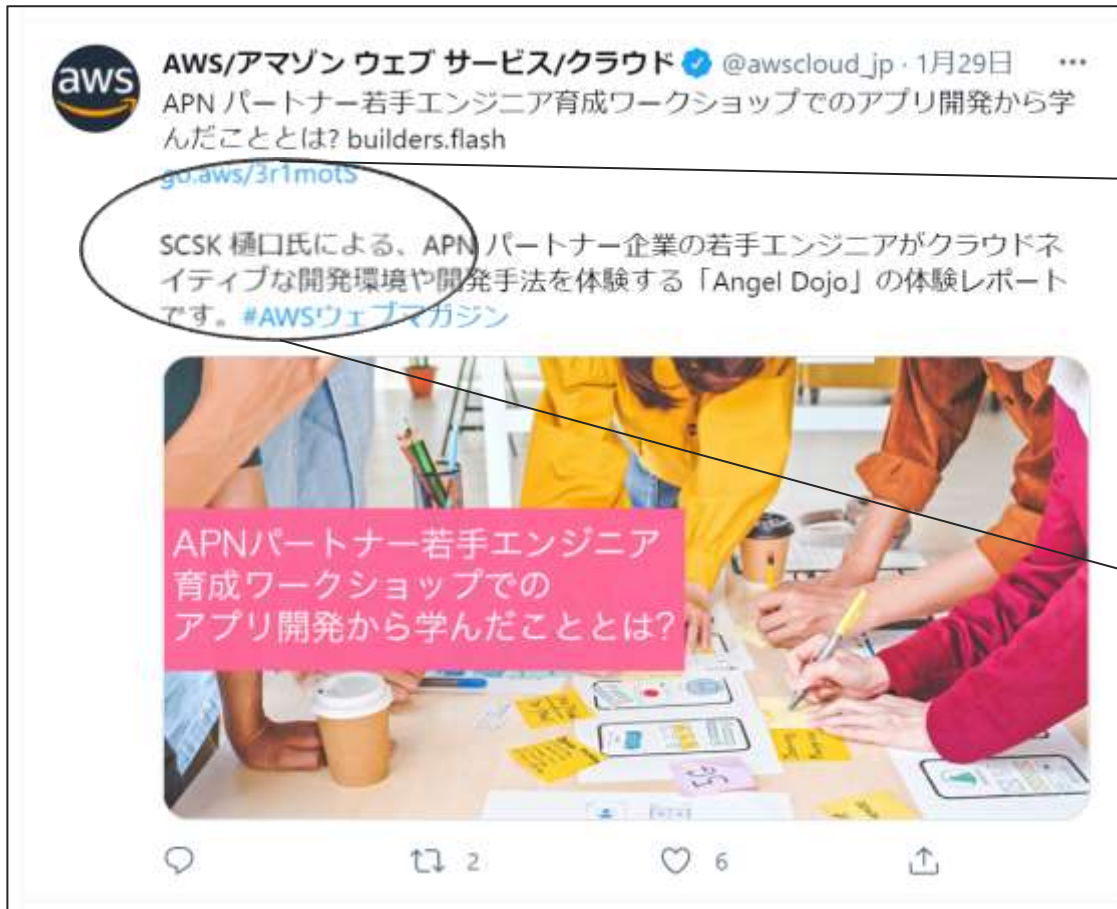 aws
AWS/アマゾン ウェブ サービス/クラウド @awscloud_jp · 1月29日 ···
APN パートナー若手エンジニア育成ワークショップでのアプリ開発から学
んだこととは? builders.flash
go.aws/3r1motS
SCSK 樋口氏による、APN パートナー企業の若手エンジニアがクラウドネ
イティブな開発環境や開発手法を体験する「Angel Dojo」の体験レポート
です。#AWSウェブマガジン
APNパートナー若手エンジニア
育成ワークショップでの
アプリ開発から学んだこととは?
2
6